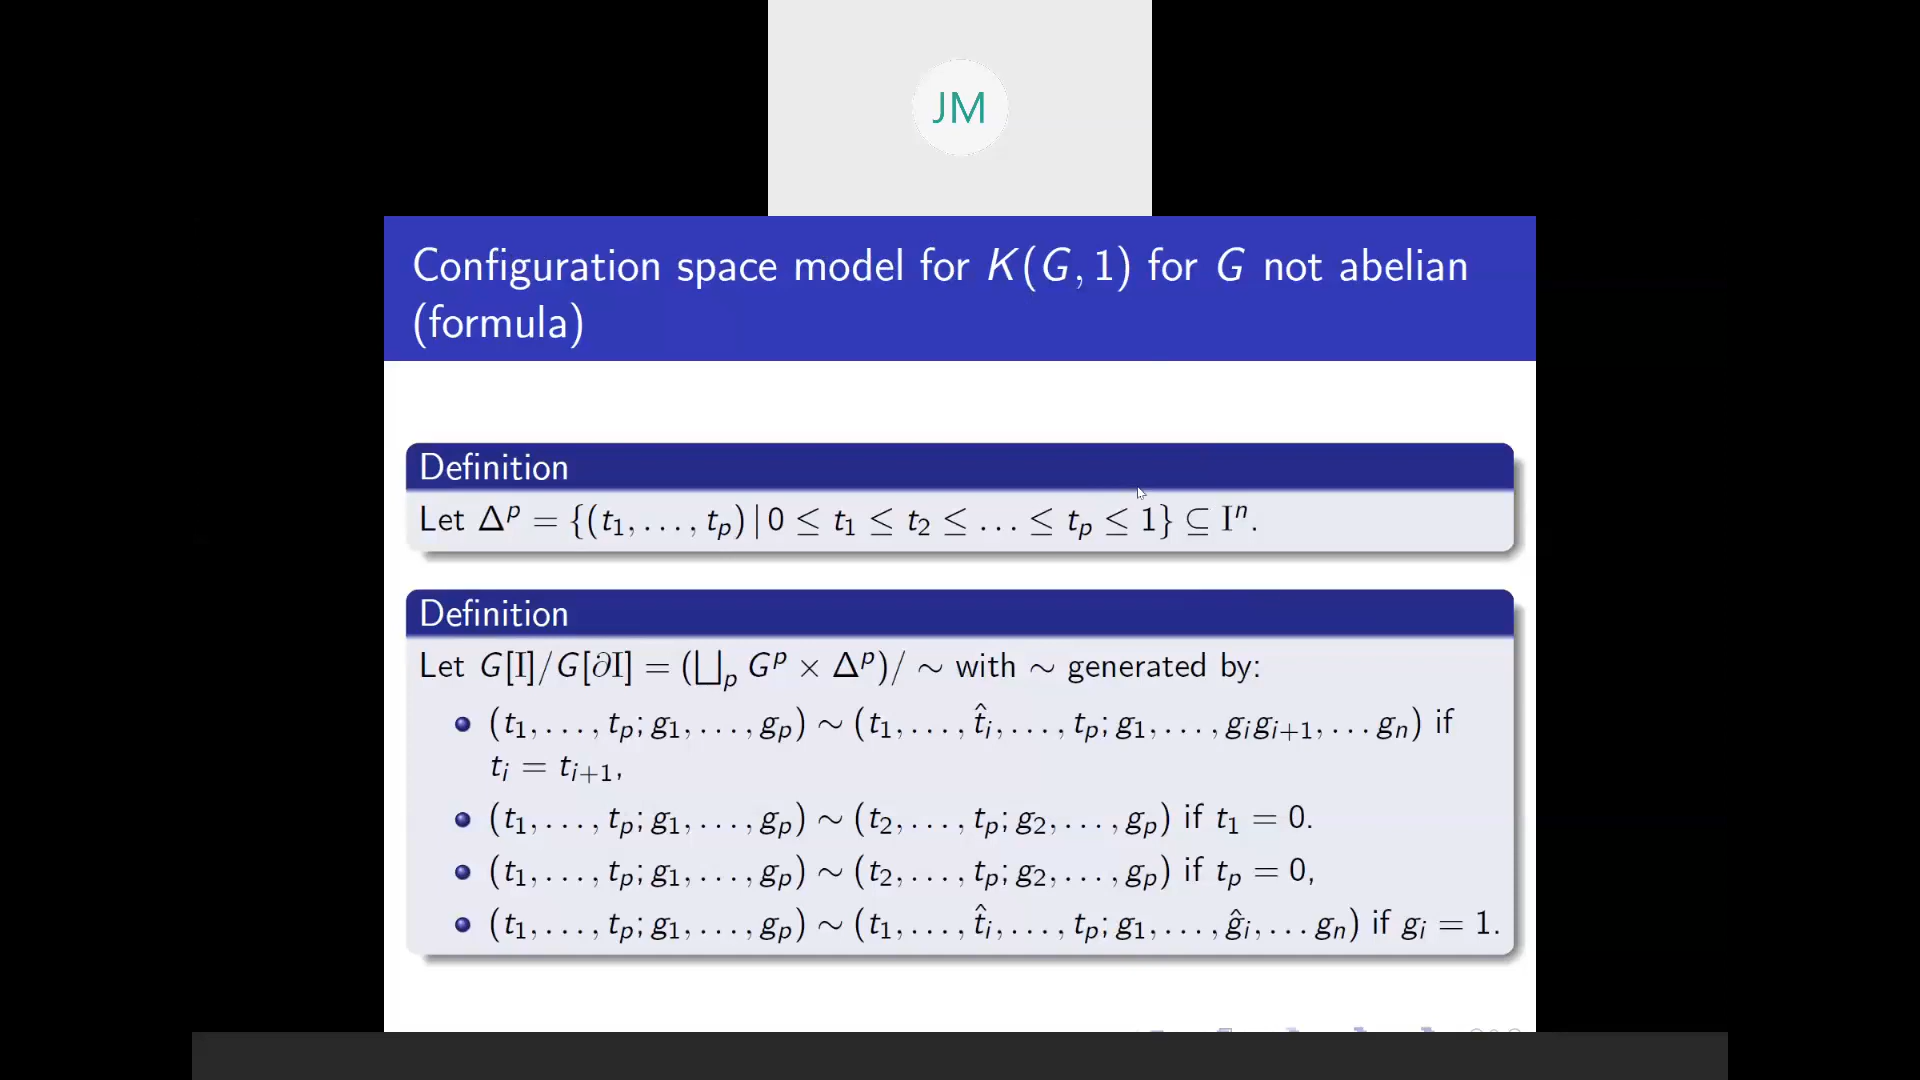 JM
Configuration space model for K(G, 1) for G not abelian
(formula)
Definition
Let Δ^p = {(t_1, . . . , t_p) | 0 ≤ t_1 ≤ t_2 ≤ . . . ≤ t_p ≤ 1} ⊆ I^n.
Definition
Let G[I]/G[∂I] = (⨆_p G^p × Δ^p)/ ∼ with ∼ generated by:
(t_1, . . . , t_p; g_1, . . . , g_p) ∼ (t_1, . . . , t̂_i, . . . , t_p; g_1, . . . , g_i g_{i+1}, . . . g_n) if
t_i = t_{i+1},
(t_1, . . . , t_p; g_1, . . . , g_p) ∼ (t_2, . . . , t_p; g_2, . . . , g_p) if t_1 = 0.
(t_1, . . . , t_p; g_1, . . . , g_p) ∼ (t_2, . . . , t_p; g_2, . . . , g_p) if t_p = 0,
(t_1, . . . , t_p; g_1, . . . , g_p) ∼ (t_1, . . . , t̂_i, . . . , t_p; g_1, . . . , ĝ_i, . . . g_n) if g_i = 1.